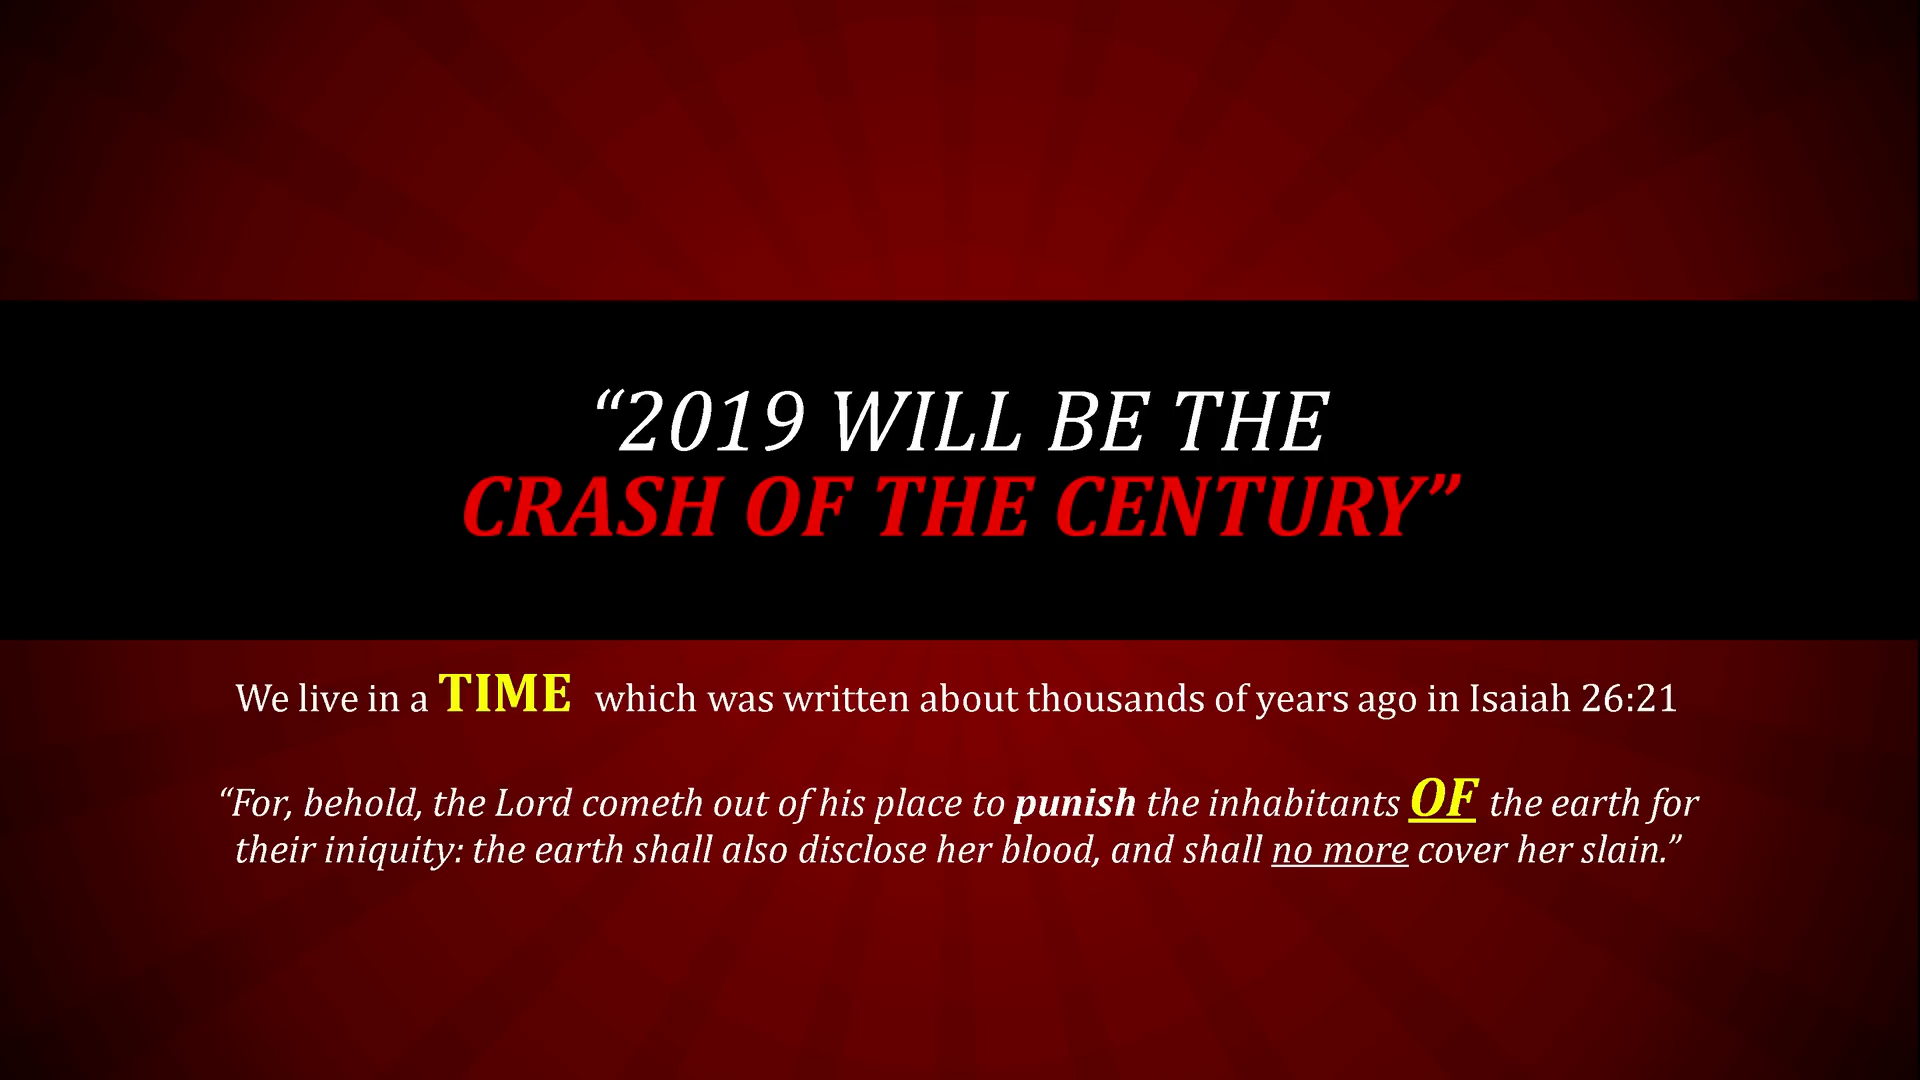 “2019 WILL BE THE
CRASH OF THE CENTURY”
We live in a TIME which was written about thousands of years ago in Isaiah 26:21
“For, behold, the Lord cometh out of his place to punish the inhabitants OF the earth for
their iniquity: the earth shall also disclose her blood, and shall no more cover her slain.”